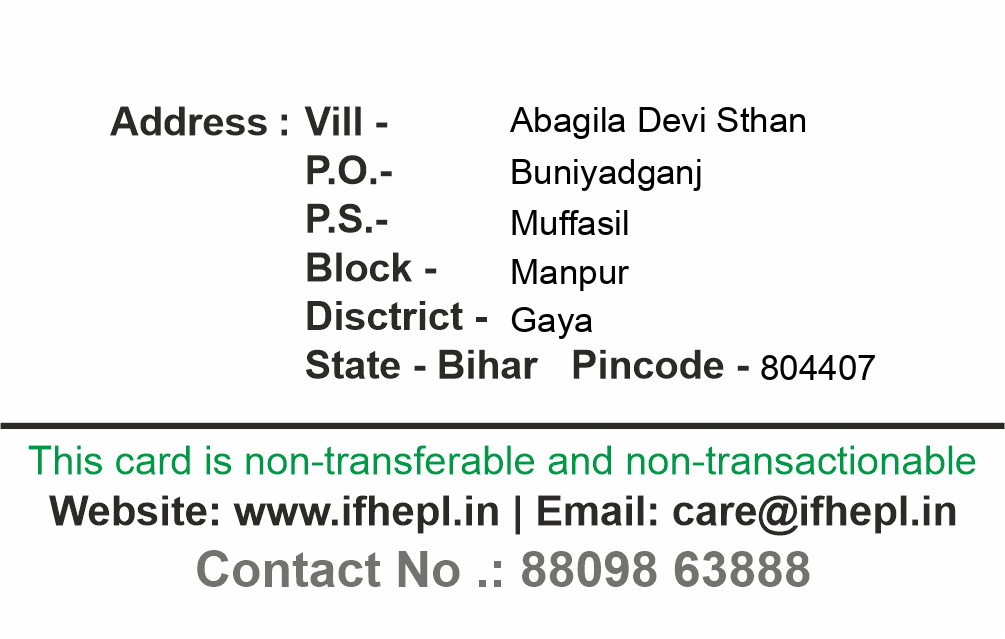 Address : Vill - Abagila Devi Sthan
P.O.- Buniyadganj
P.S.- Muffasil
Block - Manpur
Disctrict - Gaya
State - Bihar Pincode - 804407
This card is non-transferable and non-transactionable
Website: www.ifhepl.in | Email: care@ifhepl.in
Contact No .: 88098 63888